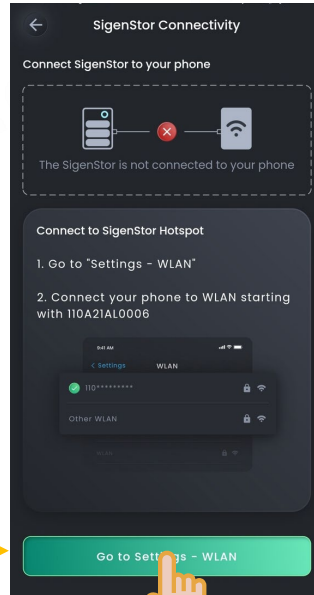 SigenStor Connectivity
Connect SigenStor to your phone
The SigenStor is not connected to your phone
Connect to SigenStor Hotspot
1. Go to "Settings - WLAN"
2. Connect your phone to WLAN starting
with 110A21AL0006
9:41 AM
< Settings WLAN
110*********
Other WLAN
WLAN
Go to Settings - WLAN